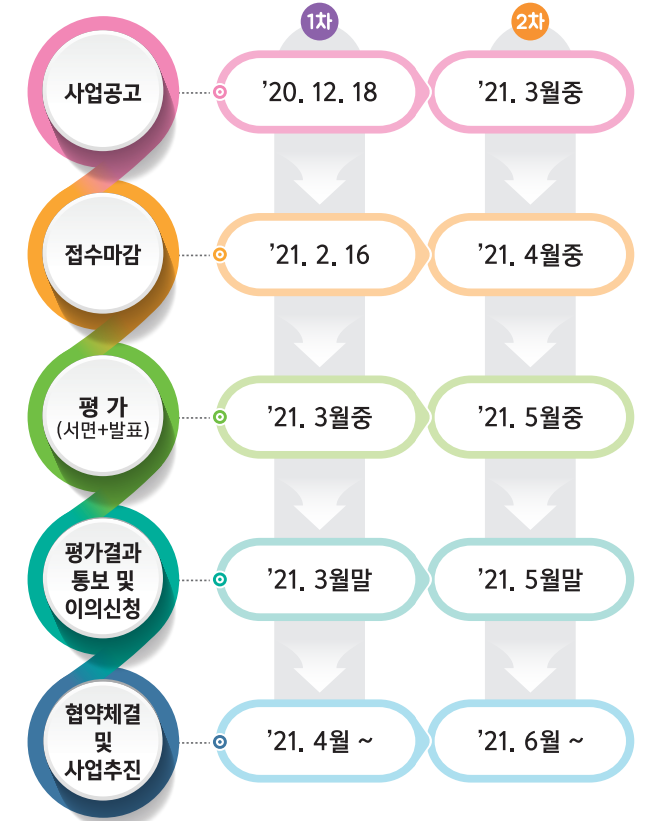 1차 2차
사업공고 '20. 12. 18 '21. 3월중
접수마감 '21. 2. 16 '21. 4월중
평 가
(서면+발표) '21. 3월중 '21. 5월중
평가결과
통보 및 '21. 3월말 '21. 5월말
이의신청
협약체결
및 '21. 4월 ~ '21. 6월 ~
사업추진